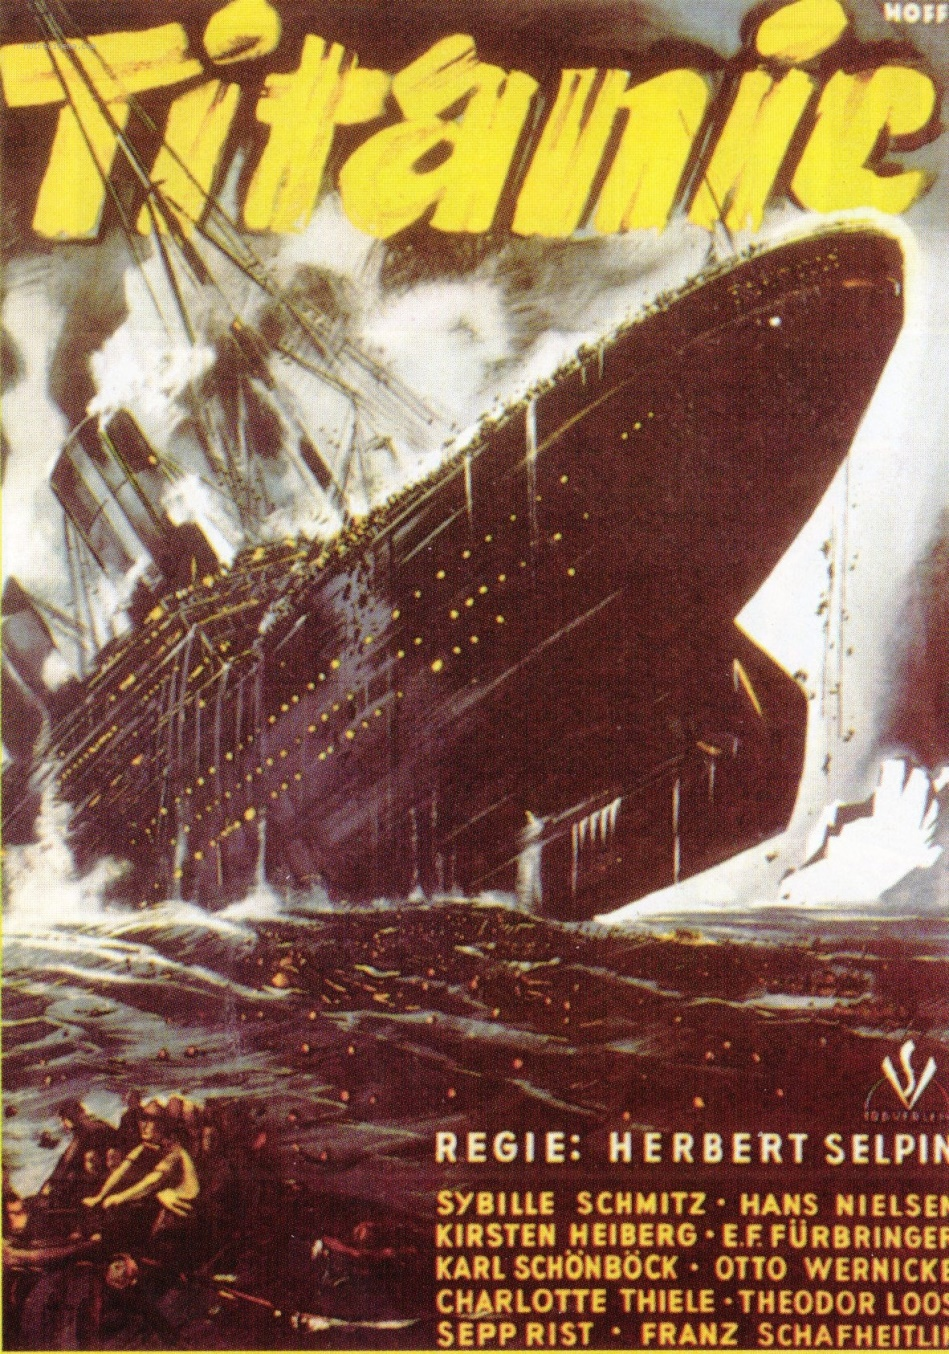 HOFF
Titanic
REGIE: HERBERT SELPIN
SYBILLE SCHMITZ · HANS NIELSEN
KIRSTEN HEIBERG · E.F. FÜRBRINGER
KARL SCHÖNBÖCK · OTTO WERNICKE
CHARLOTTE THIELE · THEODOR LOOS
SEPP RIST · FRANZ SCHAFHEITLIN